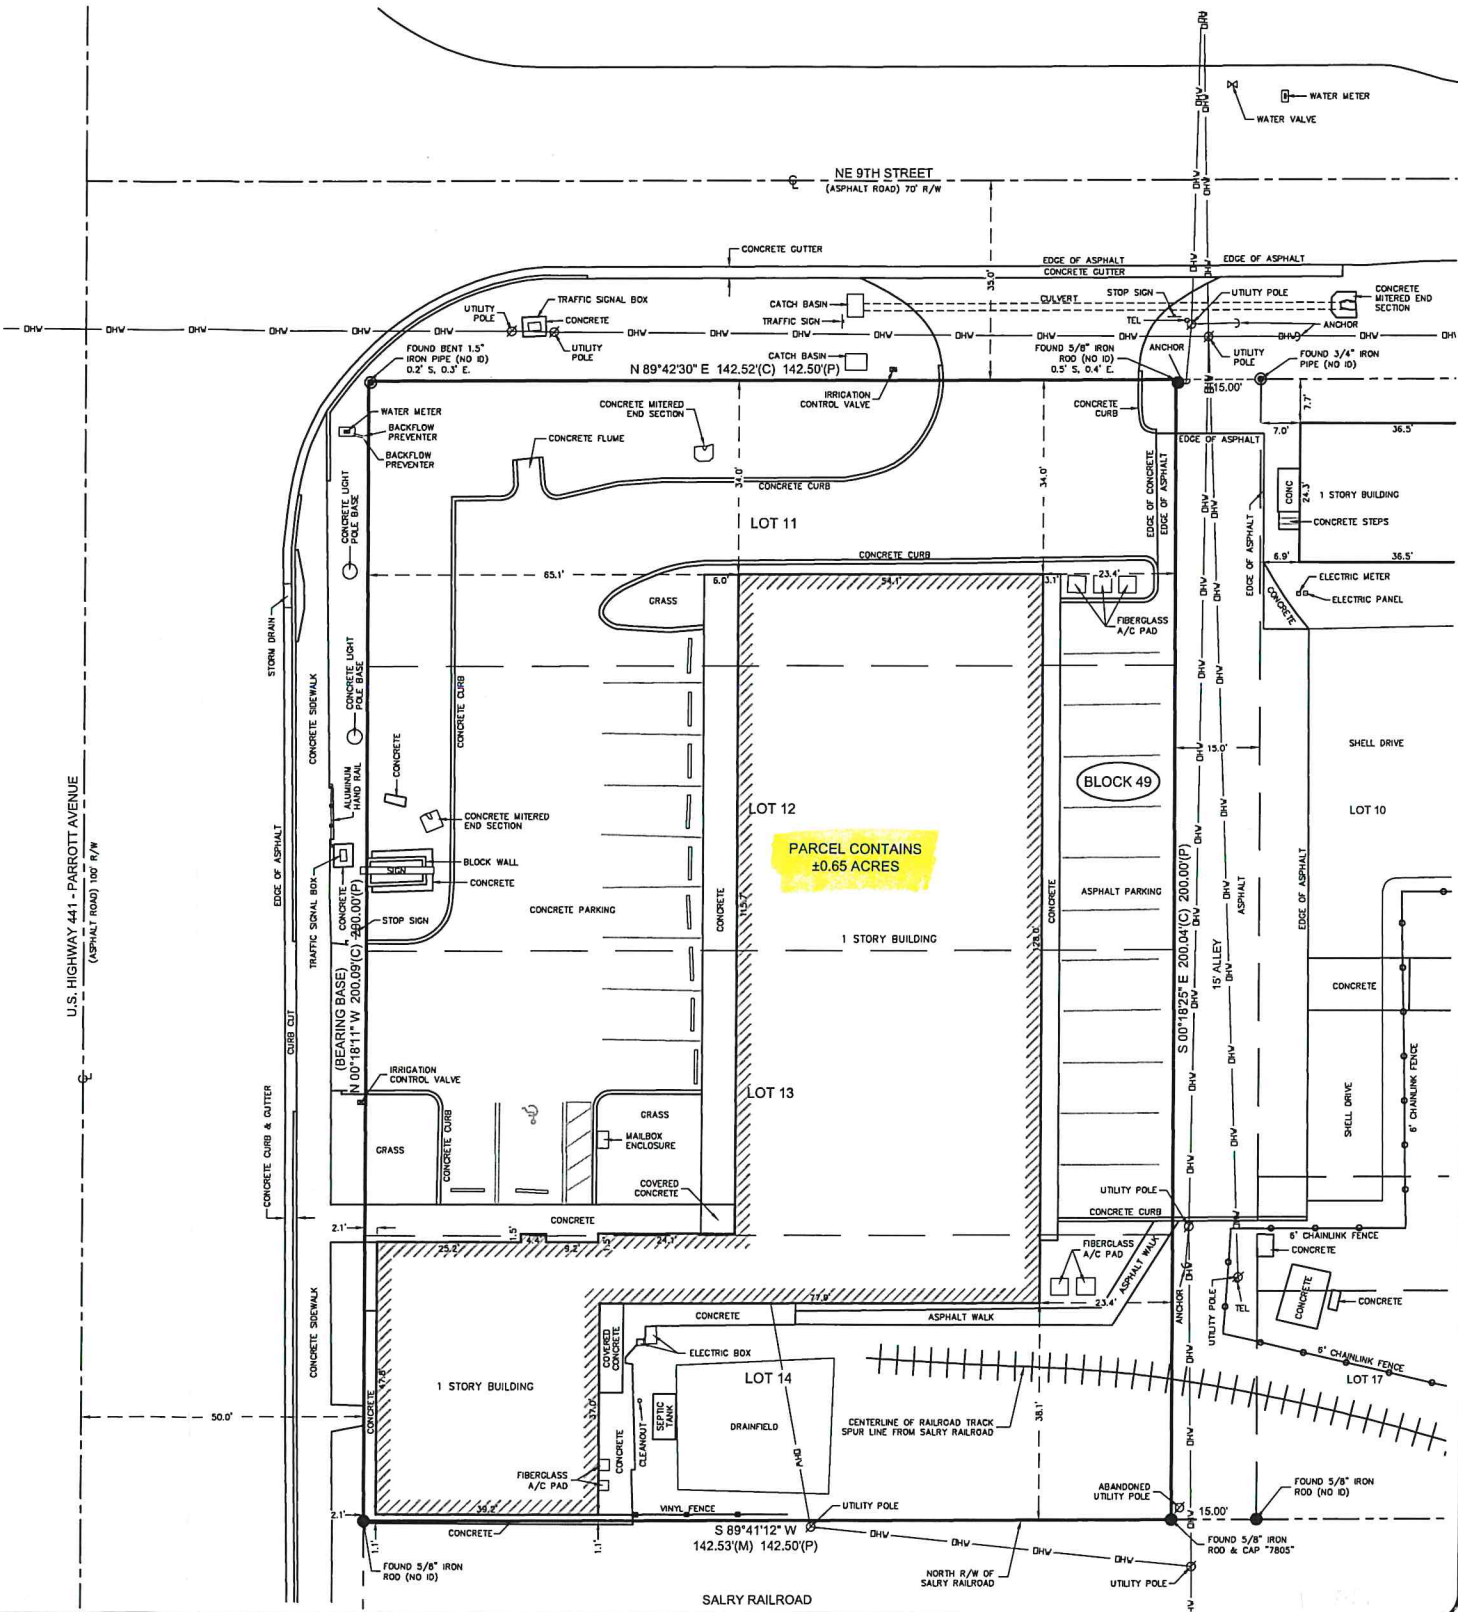 WATER METER
WATER VALVE
NE 9TH STREET
(ASPHALT ROAD) 70' R/W
CONCRETE GUTTER
EDGE OF ASPHALT
EDGE OF ASPHALT
CONCRETE GUTTER
35.0'
TRAFFIC SIGNAL BOX
CONCRETE
UTILITY
POLE
UTILITY
POLE
CATCH BASIN
TRAFFIC SIGN
CULVERT
STOP SIGN
UTILITY POLE
CONCRETE
MITERED END
SECTION
TEL
ANCHOR
OHW OHW OHW OHW OHW OHW OHW OHW OHW OHW OHW OHW OHW
FOUND BENT 1.5"
IRON PIPE (NO ID)
0.2' S, 0.3' E.
CATCH BASIN
N 89°42'30" E 142.52'(C) 142.50'(P)
FOUND 5/8" IRON
ROD (NO ID)
0.5' S, 0.4' E.
ANCHOR
UTILITY
POLE
FOUND 3/4" IRON
PIPE (NO ID)
15.00'
IRRIGATION
CONTROL VALVE
CONCRETE MITERED
END SECTION
CONCRETE
CURB
7.7'
7.0'
36.5'
WATER METER
BACKFLOW
PREVENTER
BACKFLOW
PREVENTER
CONCRETE FLUME
EDGE OF ASPHALT
34.0'
34.0'
CONCRETE CURB
CONCRETE LIGHT
POLE BASE
EDGE OF CONCRETE
EDGE OF ASPHALT
EDGE OF ASPHALT
CONC
24.3'
1 STORY BUILDING
CONCRETE STEPS
LOT 11
CONCRETE CURB
6.9'
36.5'
65.1'
6.0'
54.1'
3.1'
23.4'
GRASS
FIBERGLASS
A/C PAD
CONCRETE
ELECTRIC METER
ELECTRIC PANEL
STORM DRAIN
CONCRETE SIDEWALK
CONCRETE LIGHT
POLE BASE
CONCRETE CURB
CONCRETE
ALUMINUM
HAND RAIL
15.0'
SHELL DRIVE
BLOCK 49
U.S. HIGHWAY 441 - PARROTT AVENUE
(ASPHALT ROAD) 100' R/W
LOT 12
LOT 10
CONCRETE MITERED
END SECTION
PARCEL CONTAINS
±0.65 ACRES
EDGE OF ASPHALT
BLOCK WALL
SIGN
CONCRETE
TRAFFIC SIGNAL BOX
CONCRETE
STOP SIGN
CONCRETE PARKING
CONCRETE
115.7'
1 STORY BUILDING
128.0'
CONCRETE
ASPHALT PARKING
S 00°18'25" E 200.04'(C) 200.00'(P)
15' ALLEY
ASPHALT
EDGE OF ASPHALT
(BEARING BASE)
N 00°18'11" W 200.09'(C) 200.00'(P)
CONCRETE
CURB CUT
SHELL DRIVE
6' CHAINLINK FENCE
IRRIGATION
CONTROL VALVE
LOT 13
CONCRETE CURB & GUTTER
GRASS
CONCRETE CURB
GRASS
MAILBOX
ENCLOSURE
COVERED
CONCRETE
UTILITY POLE
CONCRETE CURB
CONCRETE
2.1'
25.2'
1.5'
4.4'
9.2'
1.5'
24.1'
FIBERGLASS
A/C PAD
ASPHALT WALK
6' CHAINLINK FENCE
CONCRETE
77.9'
23.4'
ANCHOR
UTILITY POLE
TEL
CONCRETE
CONCRETE
CONCRETE
ASPHALT WALK
CONCRETE SIDEWALK
COVERED
CONCRETE
ELECTRIC BOX
6' CHAINLINK FENCE
LOT 17
47.8'
1 STORY BUILDING
LOT 14
50.0'
CONCRETE
37.0'
SEPTIC
TANK
DRAINFIELD
CENTERLINE OF RAILROAD TRACK
SPUR LINE FROM SALRY RAILROAD
38.1'
CLEANOUT
CONCRETE
OHW
FIBERGLASS
A/C PAD
ABANDONED
UTILITY POLE
FOUND 5/8" IRON
ROD (NO ID)
2.1'
39.2'
VINYL FENCE
UTILITY POLE
15.00'
CONCRETE
S 89°41'12" W
142.53'(M) 142.50'(P)
OHW OHW OHW
FOUND 5/8" IRON
ROD & CAP "7805"
1.1'
1.1'
FOUND 5/8" IRON
ROD (NO ID)
NORTH R/W OF
SALRY RAILROAD
UTILITY POLE
SALRY RAILROAD